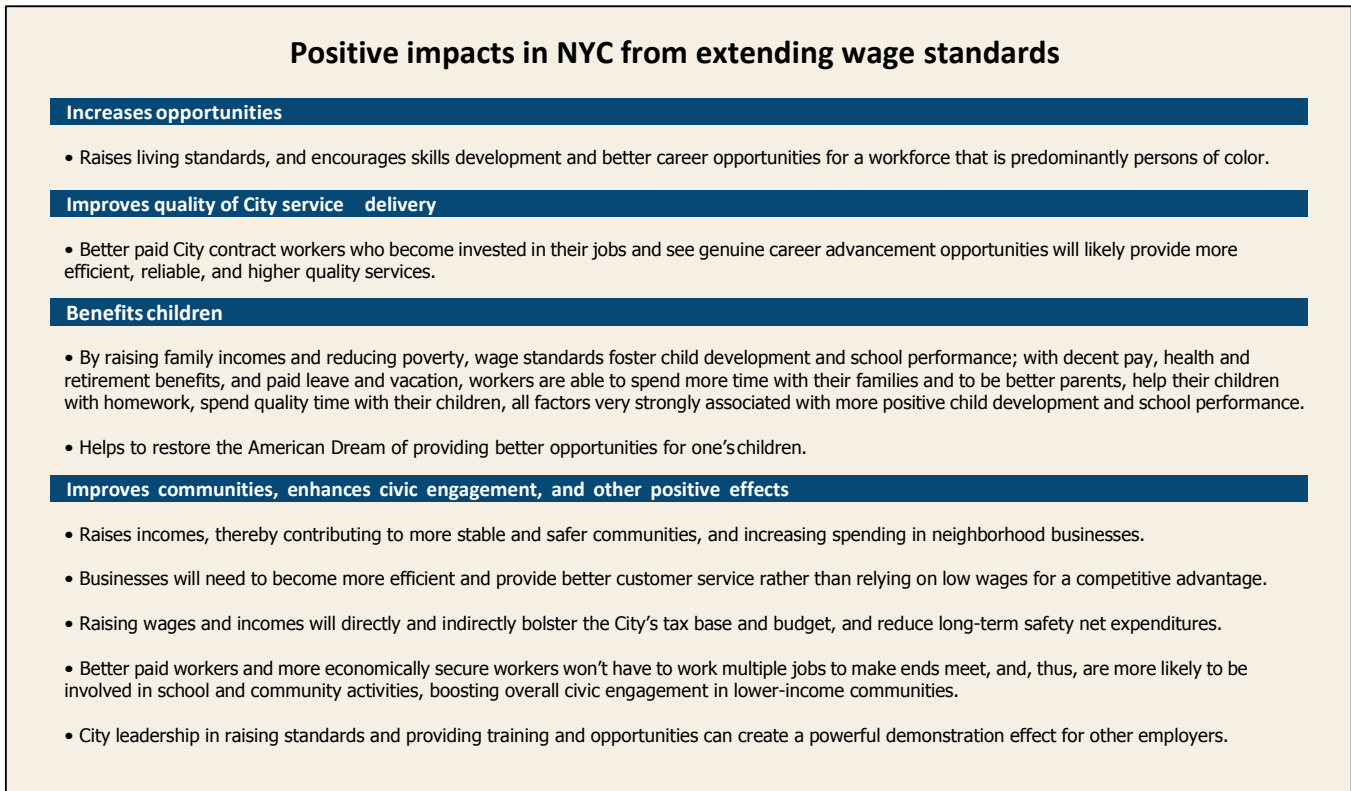 Positive impacts in NYC from extending wage standards
Increases opportunities
• Raises living standards, and encourages skills development and better career opportunities for a workforce that is predominantly persons of color.
Improves quality of City service delivery
• Better paid City contract workers who become invested in their jobs and see genuine career advancement opportunities will likely provide more
efficient, reliable, and higher quality services.
Benefits children
• By raising family incomes and reducing poverty, wage standards foster child development and school performance; with decent pay, health and
retirement benefits, and paid leave and vacation, workers are able to spend more time with their families and to be better parents, help their children
with homework, spend quality time with their children, all factors very strongly associated with more positive child development and school performance.
• Helps to restore the American Dream of providing better opportunities for one's children.
Improves communities, enhances civic engagement, and other positive effects
• Raises incomes, thereby contributing to more stable and safer communities, and increasing spending in neighborhood businesses.
• Businesses will need to become more efficient and provide better customer service rather than relying on low wages for a competitive advantage.
• Raising wages and incomes will directly and indirectly bolster the City's tax base and budget, and reduce long-term safety net expenditures.
• Better paid workers and more economically secure workers won't have to work multiple jobs to make ends meet, and, thus, are more likely to be
involved in school and community activities, boosting overall civic engagement in lower-income communities.
• City leadership in raising standards and providing training and opportunities can create a powerful demonstration effect for other employers.